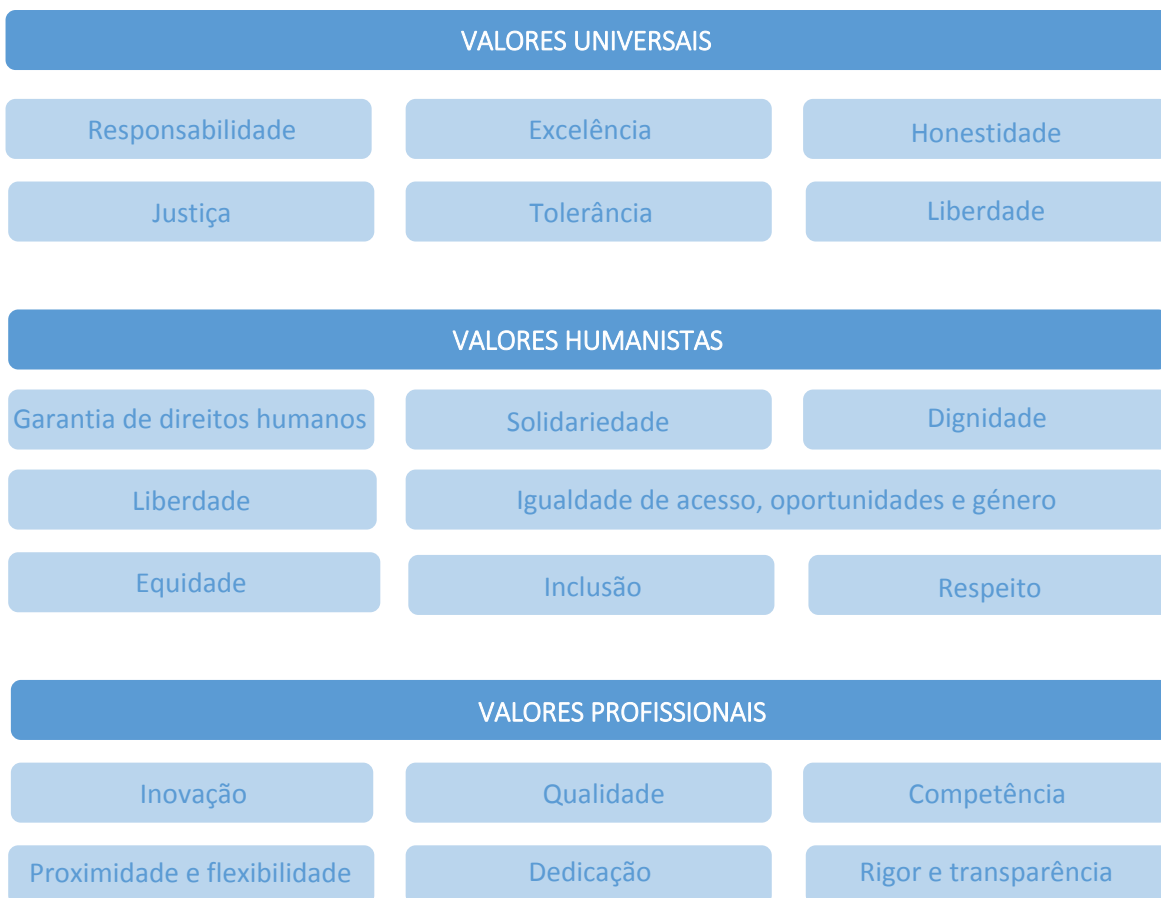 VALORES UNIVERSAIS
Responsabilidade
Excelência
Honestidade
Justiça
Tolerância
Liberdade
VALORES HUMANISTAS
Garantia de direitos humanos
Solidariedade
Dignidade
Liberdade
Igualdade de acesso, oportunidades e género
Equidade
Inclusão
Respeito
VALORES PROFISSIONAIS
Inovação
Qualidade
Competência
Proximidade e flexibilidade
Dedicação
Rigor e transparência